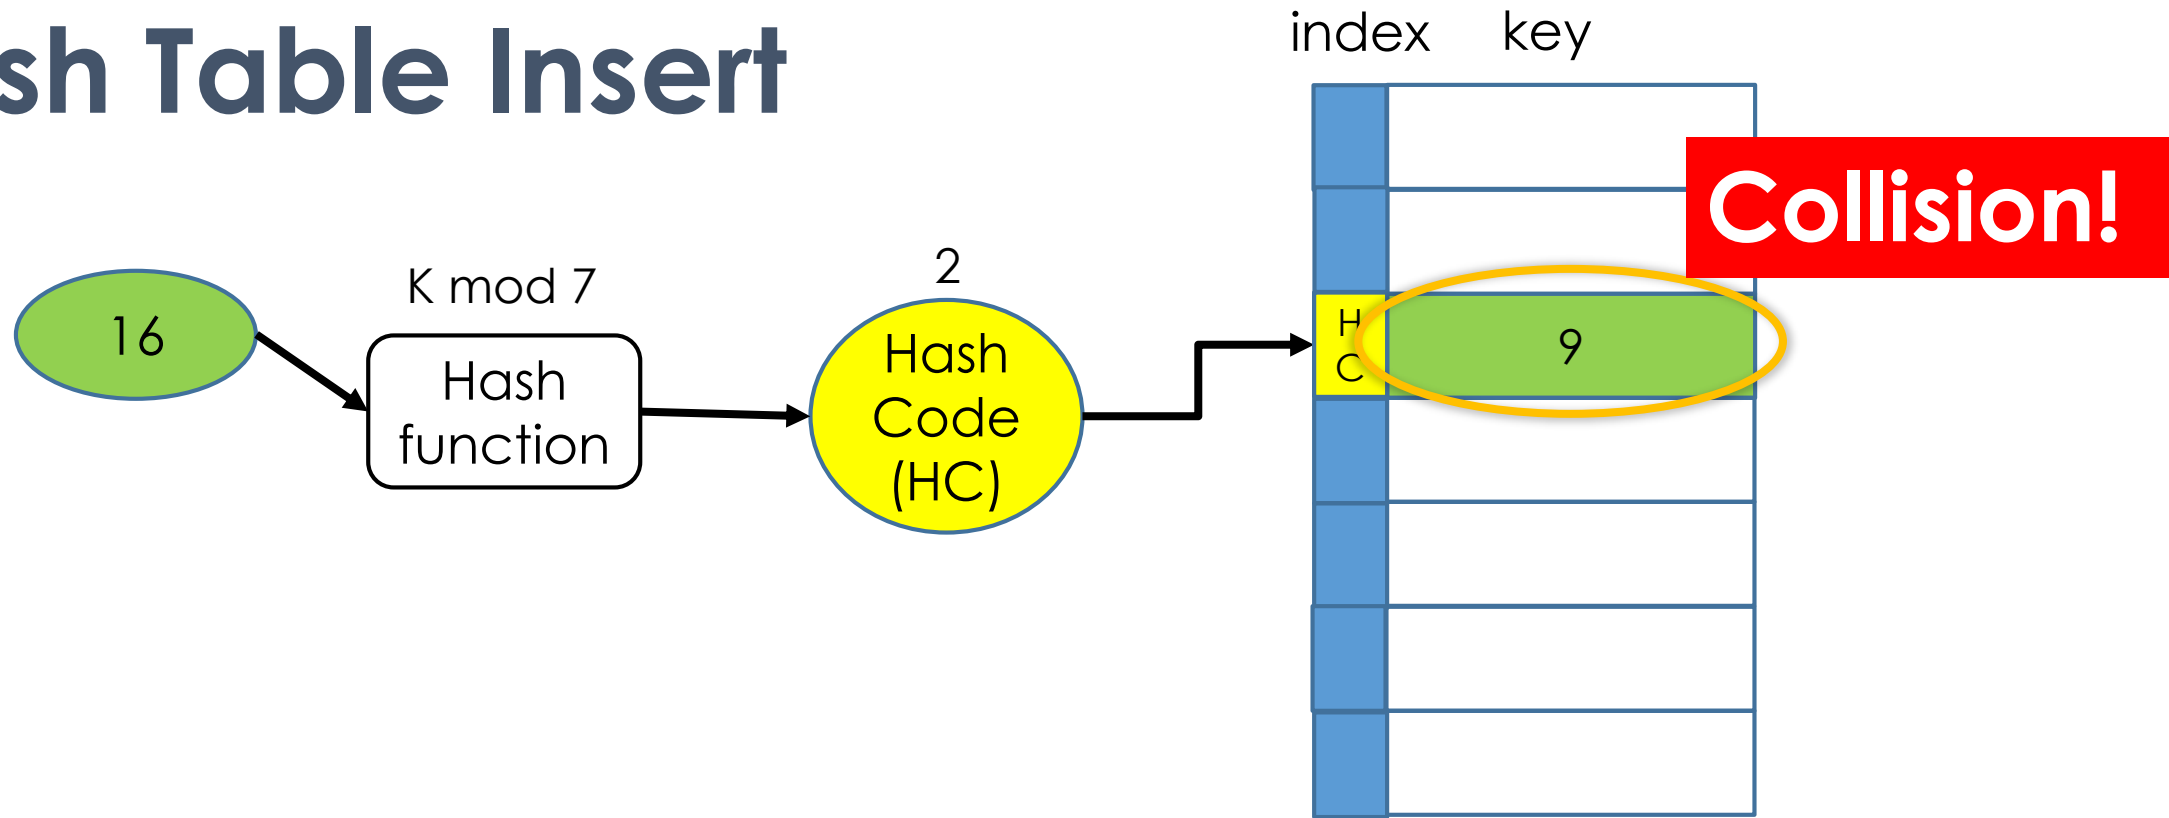 sh Table Insert
index key
Collision!
2
K mod 7
16
Hash
function
Hash
Code
(HC)
H
C
9